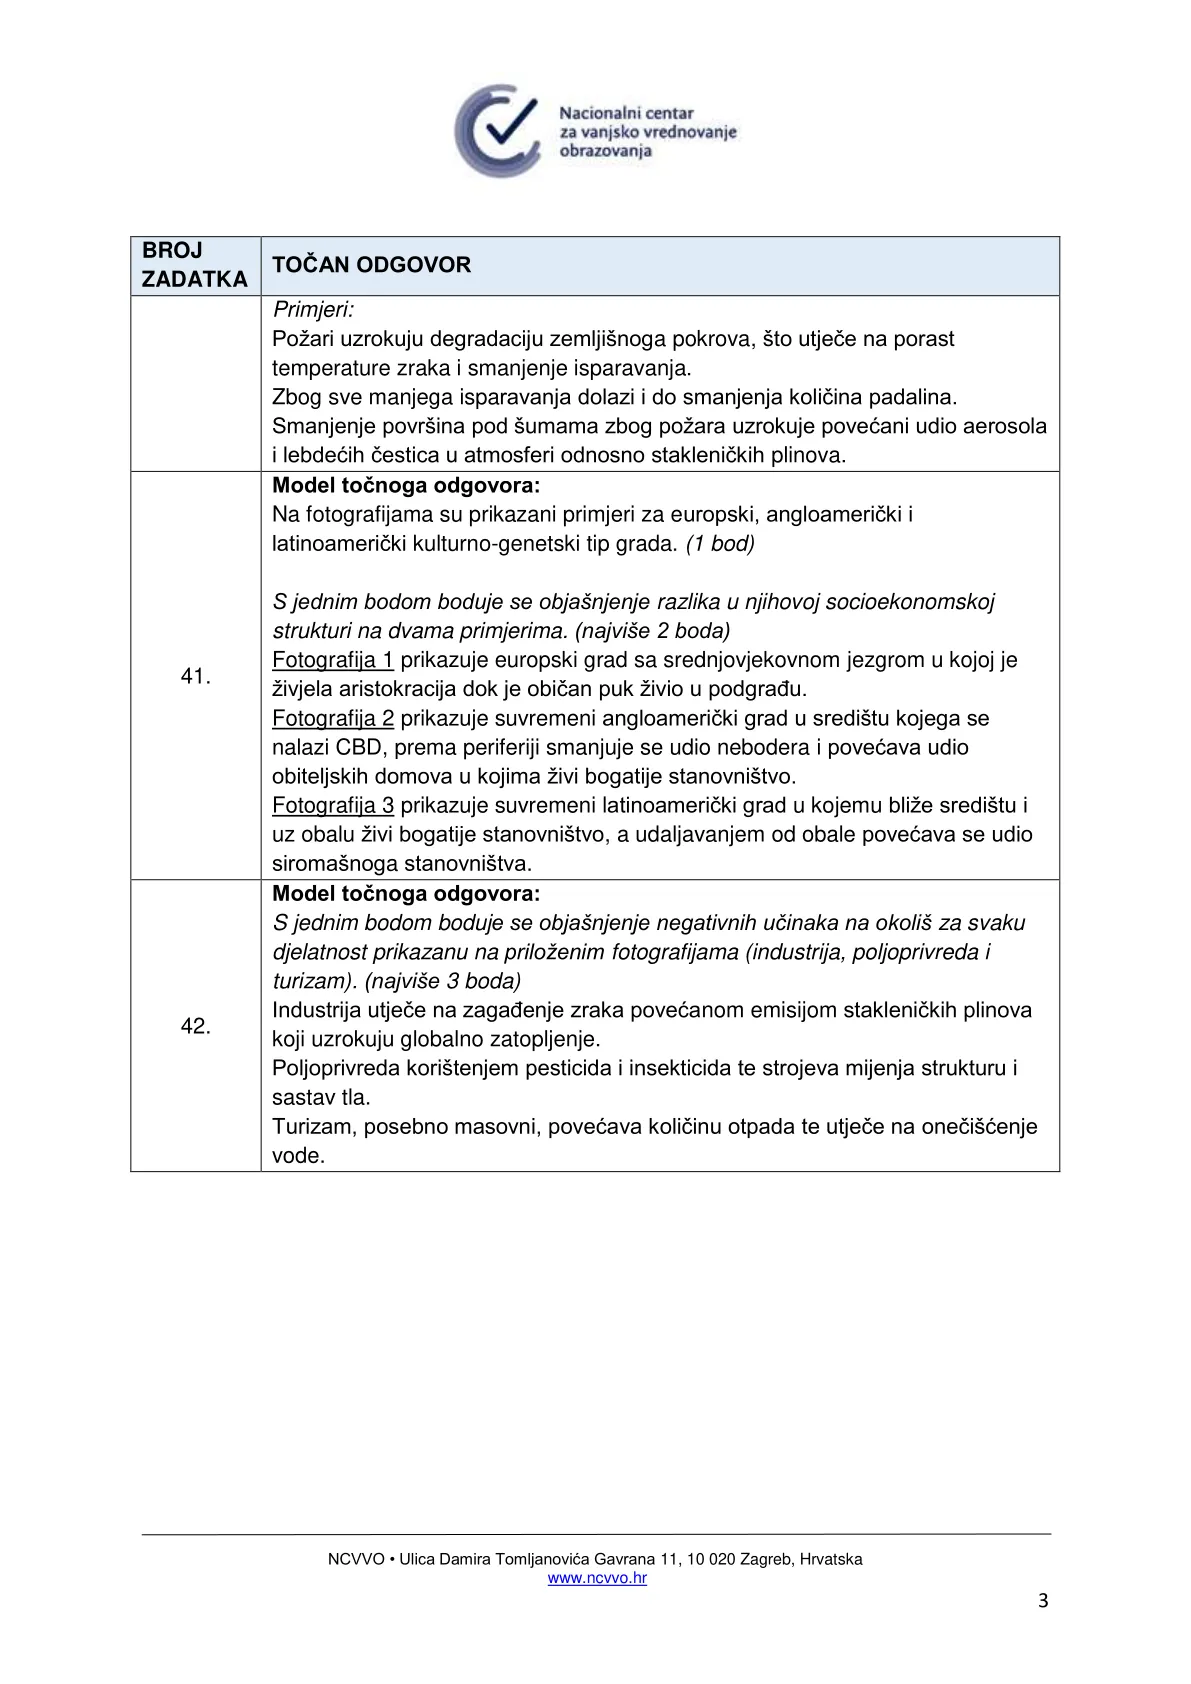 Nacionalni centar
za vanjsko vrednovanje
obrazovanja
BROJ
ZADATKA
TOČAN ODGOVOR
Primjeri:
Požari uzrokuju degradaciju zemljišnoga pokrova, što utječe na porast
temperature zraka i smanjenje isparavanja.
Zbog sve manjega isparavanja dolazi i do smanjenja količina padalina.
Smanjenje površina pod šumama zbog požara uzrokuje povećani udio aerosola
i lebdećih čestica u atmosferi odnosno stakleničkih plinova.
41.
Model točnoga odgovora:
Na fotografijama su prikazani primjeri za europski, angloamerički i
latinoamerički kulturno-genetski tip grada. (1 bod)
S jednim bodom boduje se objašnjenje razlika u njihovoj socioekonomskoj
strukturi na dvama primjerima. (najviše 2 boda)
Fotografija 1 prikazuje europski grad sa srednjovjekovnom jezgrom u kojoj je
živjela aristokracija dok je običan puk živio u podgrađu.
Fotografija 2 prikazuje suvremeni angloamerički grad u središtu kojega se
nalazi CBD, prema periferiji smanjuje se udio nebodera i povećava udio
obiteljskih domova u kojima živi bogatije stanovništvo.
Fotografija 3 prikazuje suvremeni latinoamerički grad u kojemu bliže središtu i
uz obalu živi bogatije stanovništvo, a udaljavanjem od obale povećava se udio
siromašnoga stanovništva.
42.
Model točnoga odgovora:
S jednim bodom boduje se objašnjenje negativnih učinaka na okoliš za svaku
djelatnost prikazanu na priloženim fotografijama (industrija, poljoprivreda i
turizam). (najviše 3 boda)
Industrija utječe na zagađenje zraka povećanom emisijom stakleničkih plinova
koji uzrokuju globalno zatopljenje.
Poljoprivreda korištenjem pesticida i insekticida te strojeva mijenja strukturu i
sastav tla.
Turizam, posebno masovni, povećava količinu otpada te utječe na onečišćenje
vode.
NCVVO • Ulica Damira Tomljanovića Gavrana 11, 10 020 Zagreb, Hrvatska
www.ncvvo.hr
3